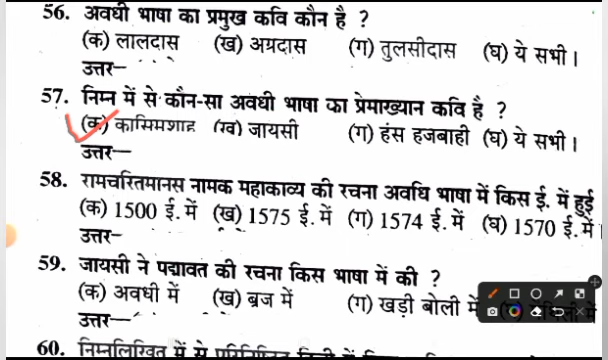 56. अवधी भाषा का प्रमुख कवि कौन है ?
(क) लालदास (ख) अग्रदास (ग) तुलसीदास (घ) ये सभी।
उत्तर—
57. निम्न में से कौन-सा अवधी भाषा का प्रेमाख्यान कवि है ?
(क) कासिमशाह (ख) जायसी (ग) हंस हजबाही (घ) ये सभी।
उत्तर—
58. रामचरितमानस नामक महाकाव्य की रचना अवधि भाषा में किस ई. में हुई
(क) 1500 ई. में (ख) 1575 ई. में (ग) 1574 ई. में (घ) 1570 ई. में
उत्तर—
59. जायसी ने पद्मावत की रचना किस भाषा में की ?
(क) अवधी में (ख) ब्रज में (ग) खड़ी बोली में
उत्तर—
60. निम्नलिखित में से